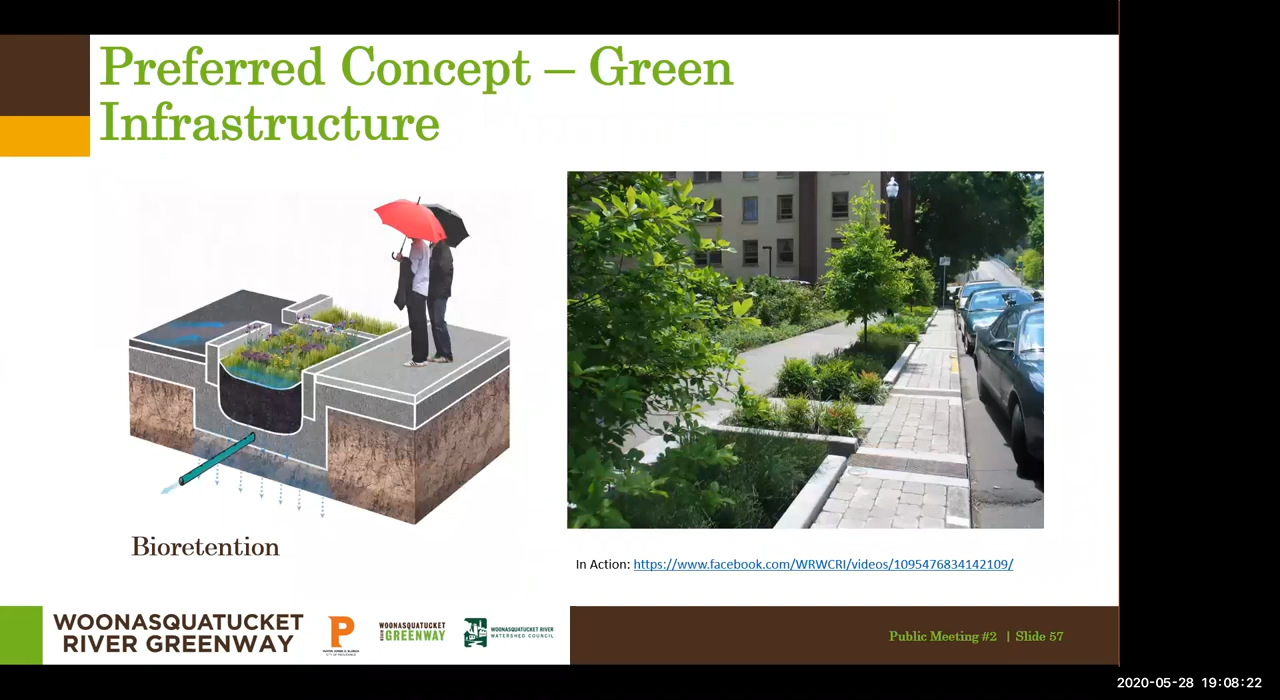 Preferred Concept – Green
Infrastructure
Bioretention
In Action: https://www.facebook.com/WRWCRI/videos/1095476834142109/
WOONASQUATUCKET
RIVER GREENWAY
P
WOONASQUATUCKET
RIVER GREENWAY
WOONASQUATUCKET RIVER
WATERSHED COUNCIL
Public Meeting #2 | Slide 57
2020-05-28 19:08:22